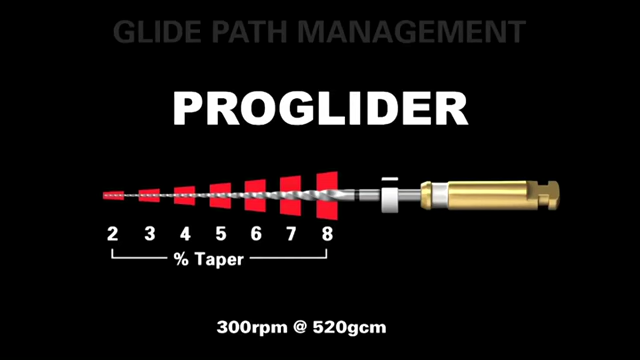 GLIDE PATH MANAGEMENT
PROGLIDER
2 3 4 5 6 7 8
% Taper
300rpm @ 520gcm